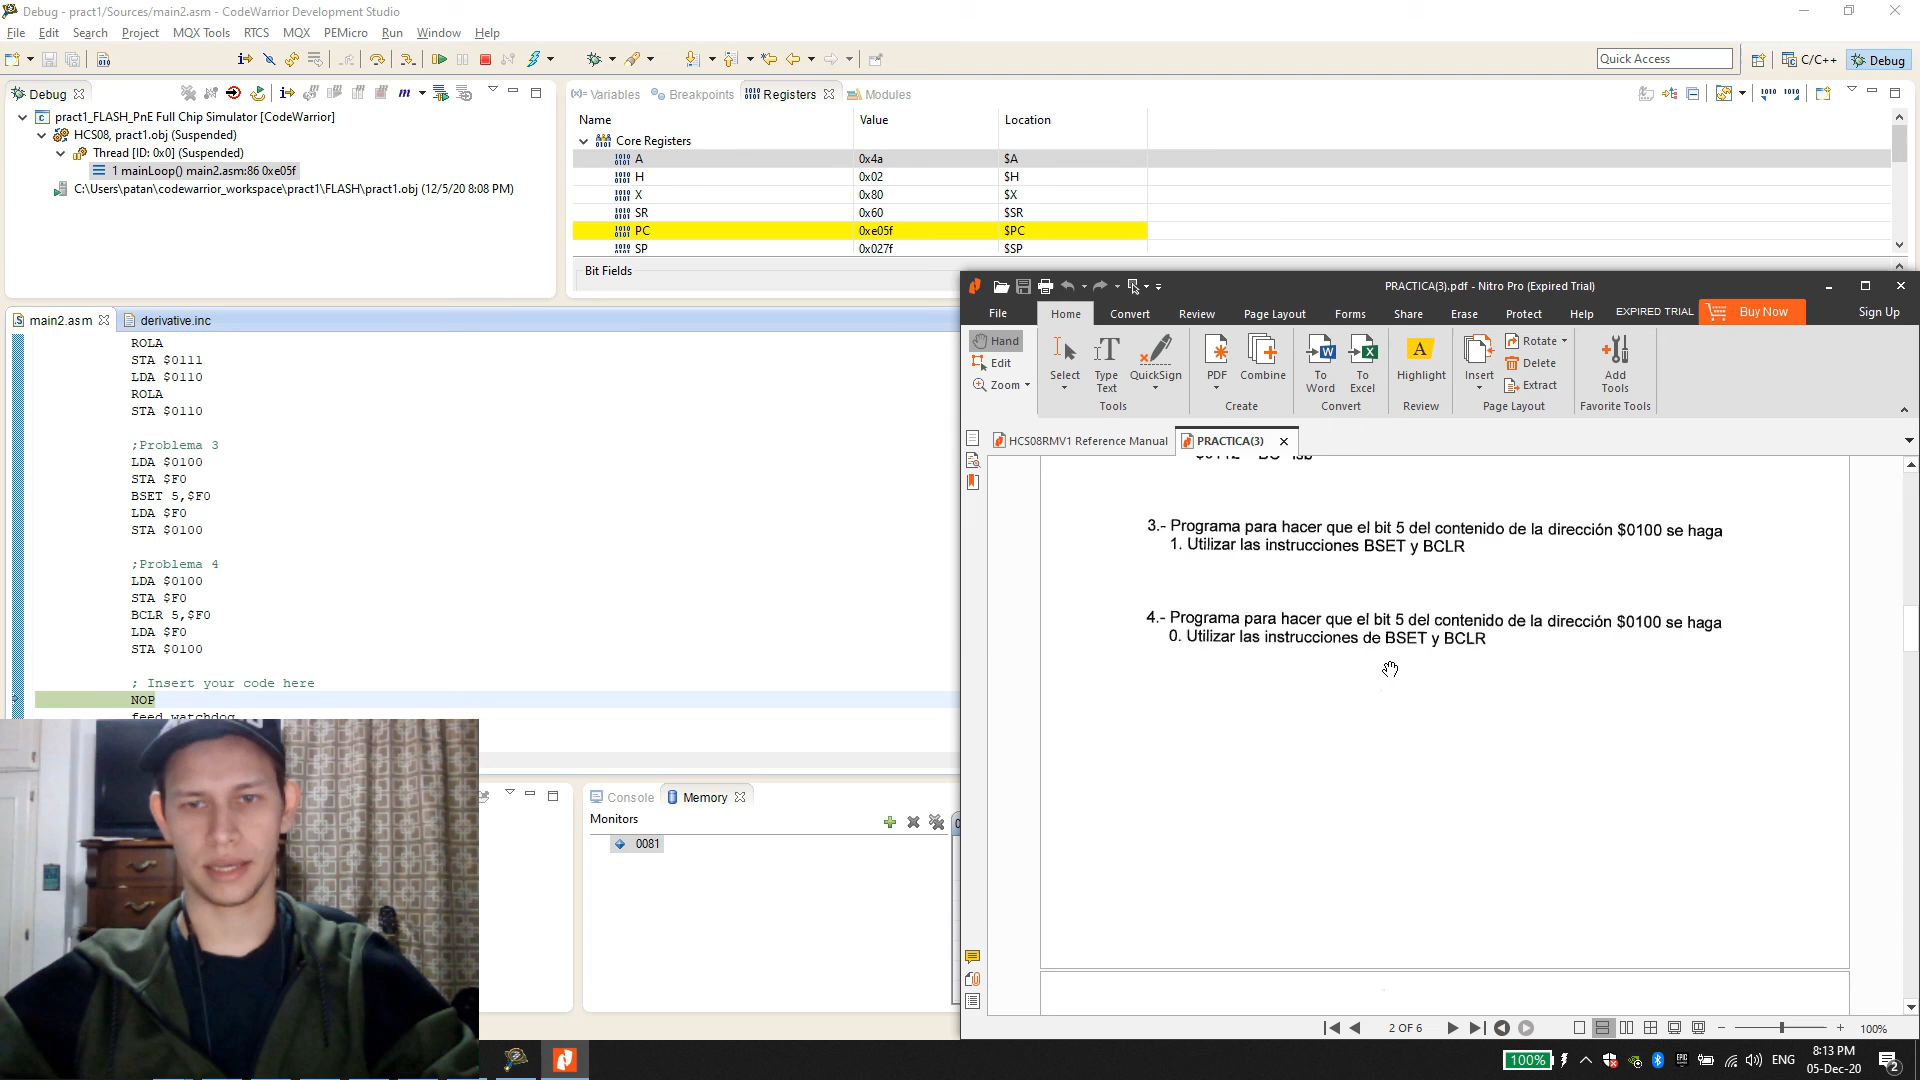 Debug - pract1/Sources/main2.asm - CodeWarrior Development Studio
File Edit Search Project MQX Tools RTCS MQX PEMicro Run Window Help
Quick Access
C/C++
Debug
Debug
pract1_FLASH_PnE Full Chip Simulator [CodeWarrior]
HCS08, pract1.obj (Suspended)
Thread [ID: 0x0] (Suspended)
1 mainLoop() main2.asm:86 0xe05f
C:\Users\patan\codewarrior_workspace\pract1\FLASH\pract1.obj (12/5/20 8:08 PM)
Variables Breakpoints Registers Modules
Name Value Location
Core Registers
A 0x4a $A
H 0x02 $H
X 0x80 $X
SR 0x60 $SR
PC 0xe05f $PC
SP 0x027f $SP
Bit Fields
main2.asm derivative.inc
ROLA
STA $0111
LDA $0110
ROLA
STA $0110
;Problema 3
LDA $0100
STA $F0
BSET 5,$F0
LDA $F0
STA $0100
;Problema 4
LDA $0100
STA $F0
BCLR 5,$F0
LDA $F0
STA $0100
; Insert your code here
NOP
feed_watchdog
Console Memory
Monitors
0081
PRACTICA(3).pdf - Nitro Pro (Expired Trial)
File Home Convert Review Page Layout Forms Share Erase Protect Help EXPIRED TRIAL Buy Now Sign Up
Hand
Edit
Zoom
Select
Type Text
QuickSign
Tools
PDF
Combine
Create
To Word
To Excel
Convert
Highlight
Review
Insert
Rotate
Delete
Extract
Page Layout
Add Tools
Favorite Tools
HCS08RMV1 Reference Manual PRACTICA(3)
3.- Programa para hacer que el bit 5 del contenido de la dirección $0100 se haga
1. Utilizar las instrucciones BSET y BCLR
4.- Programa para hacer que el bit 5 del contenido de la dirección $0100 se haga
0. Utilizar las instrucciones de BSET y BCLR
2 OF 6
100%
100%
ENG
8:13 PM
05-Dec-20
2